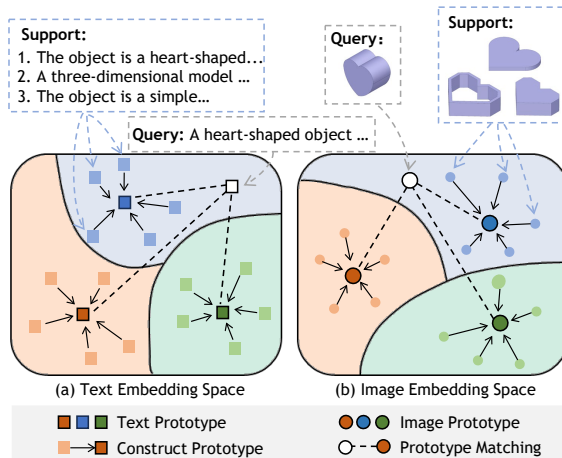 Support:
1. The object is a heart-shaped...
2. A three-dimensional model ...
3. The object is a simple...
Query:
Support:
Query: A heart-shaped object ...
(a) Text Embedding Space
(b) Image Embedding Space
Text Prototype
Image Prototype
Construct Prototype
Prototype Matching